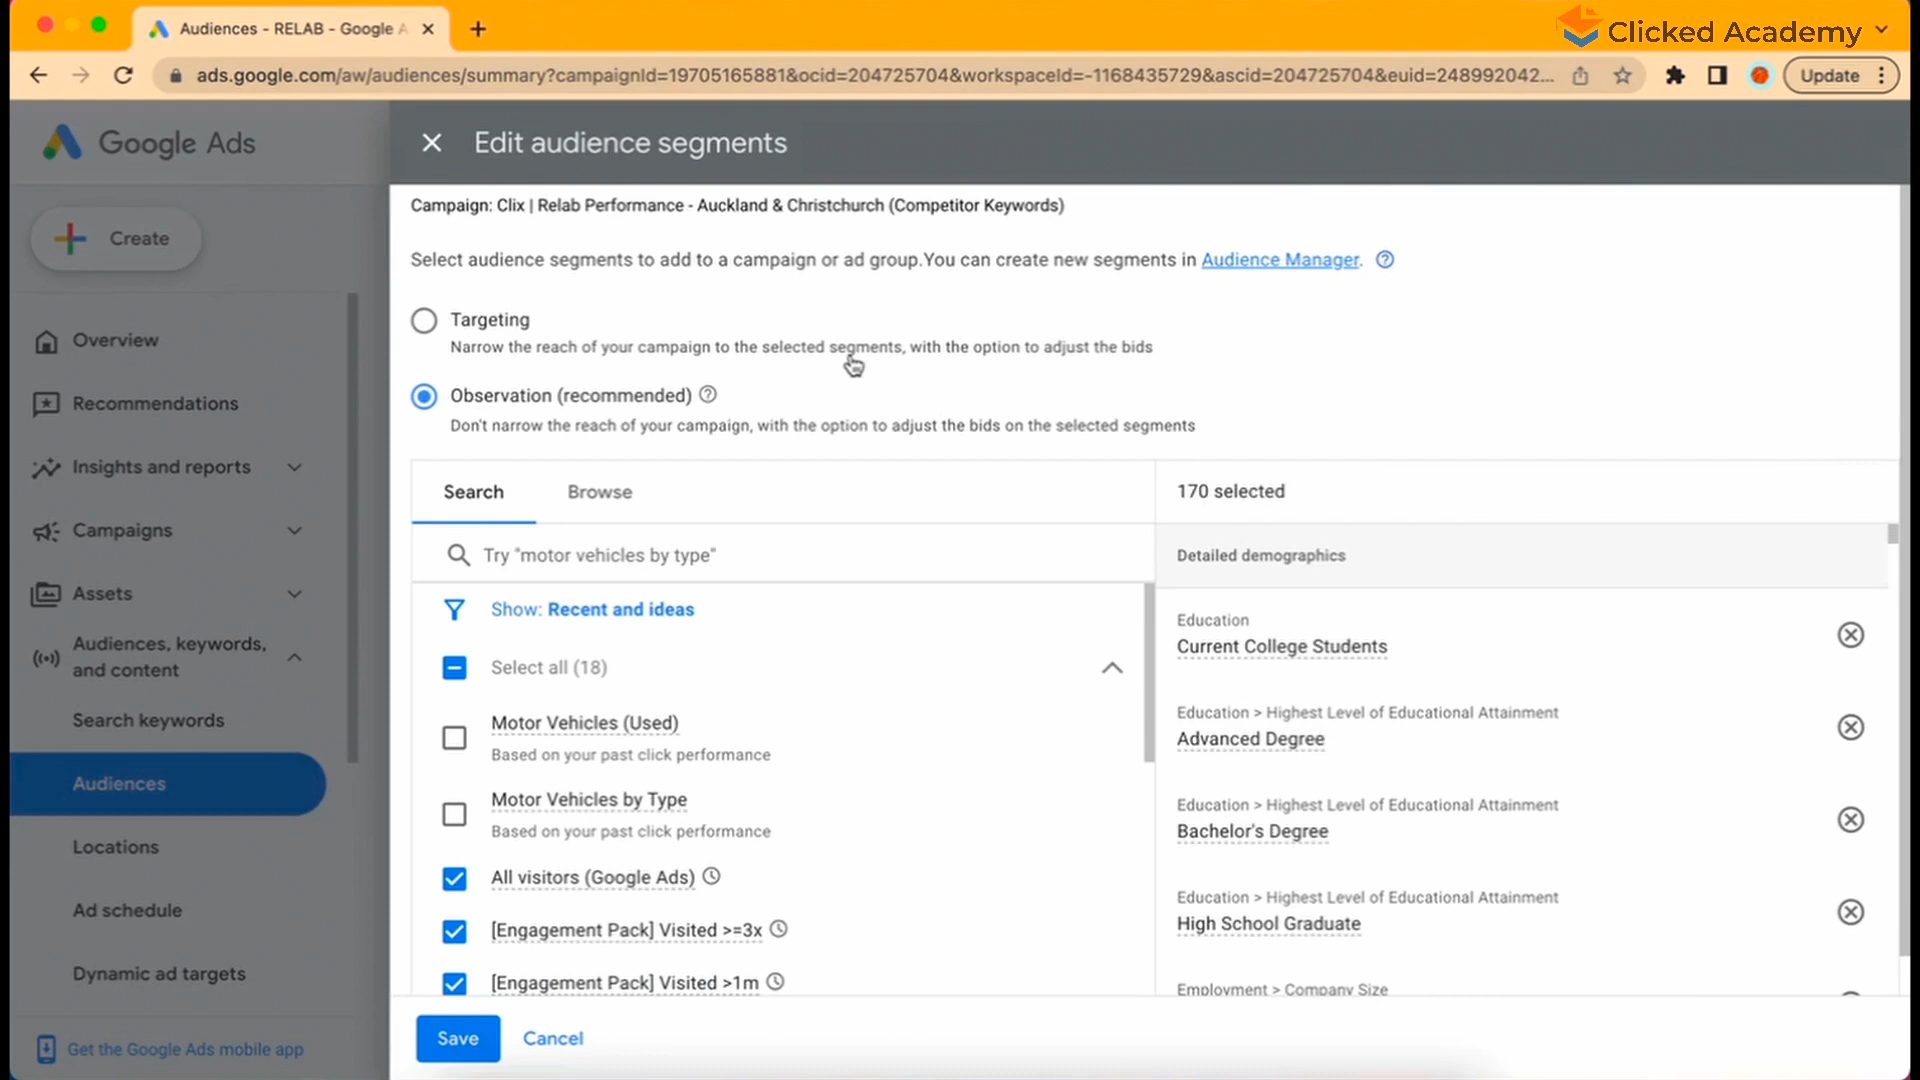 Audiences - RELAB - Google A
Clicked Academy
ads.google.com/aw/audiences/summary?campaignId=19705165881&ocid=204725704&workspaceId=-1168435729&ascid=204725704&euid=248992042...
Update
Google Ads
Edit audience segments
Create
Overview
Recommendations
Insights and reports
Campaigns
Assets
Audiences, keywords,
and content
Search keywords
Audiences
Locations
Ad schedule
Dynamic ad targets
Get the Google Ads mobile app
Campaign: Clix | Relab Performance - Auckland & Christchurch (Competitor Keywords)
Select audience segments to add to a campaign or ad group.You can create new segments in Audience Manager.
Targeting
Narrow the reach of your campaign to the selected segments, with the option to adjust the bids
Observation (recommended)
Don't narrow the reach of your campaign, with the option to adjust the bids on the selected segments
Search Browse
Try "motor vehicles by type"
Show: Recent and ideas
Select all (18)
Motor Vehicles (Used)
Based on your past click performance
Motor Vehicles by Type
Based on your past click performance
All visitors (Google Ads)
[Engagement Pack] Visited >=3x
[Engagement Pack] Visited >1m
170 selected
Detailed demographics
Education
Current College Students
Education > Highest Level of Educational Attainment
Advanced Degree
Education > Highest Level of Educational Attainment
Bachelor's Degree
Education > Highest Level of Educational Attainment
High School Graduate
Employment > Company Size
Save Cancel